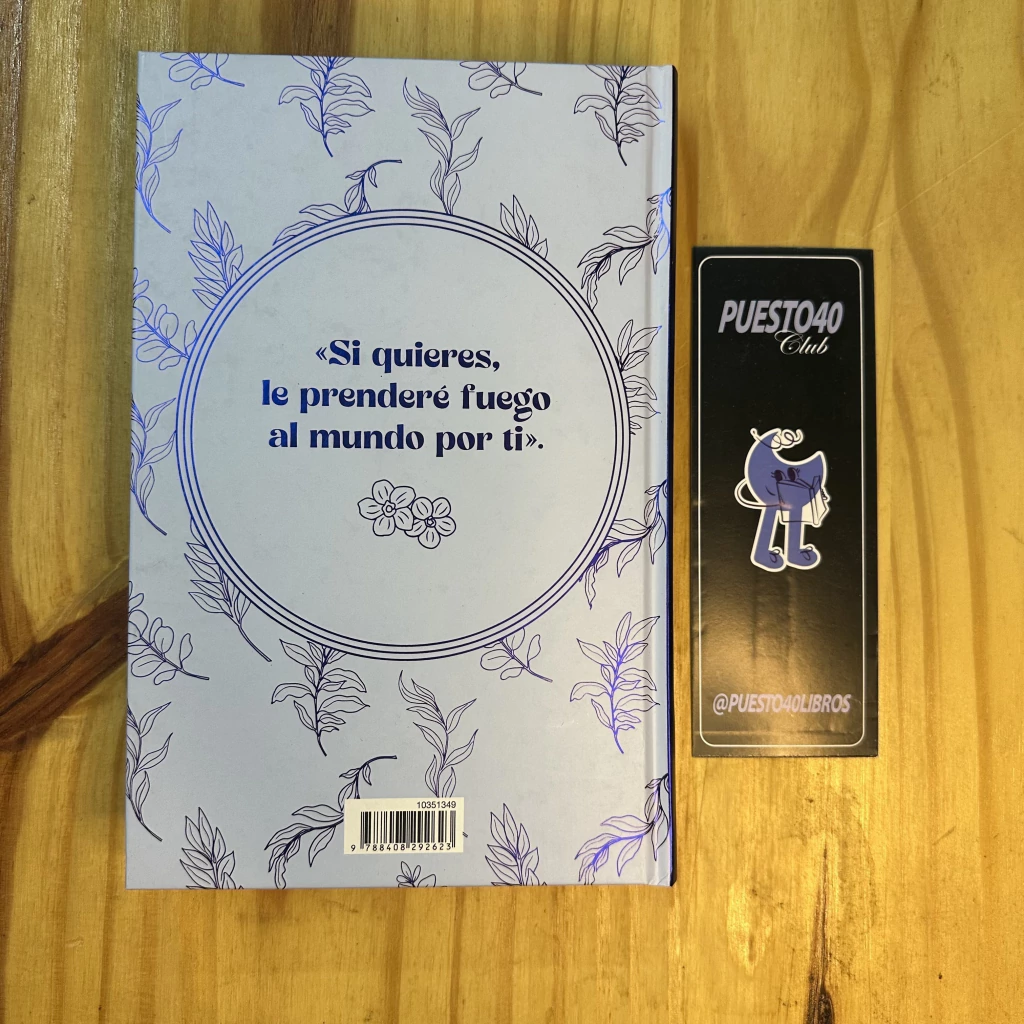 «Si quieres,
le prenderé fuego
al mundo por ti».
10351349
9 788408 292623
PUESTO40
Club
@PUESTO40LIBROS